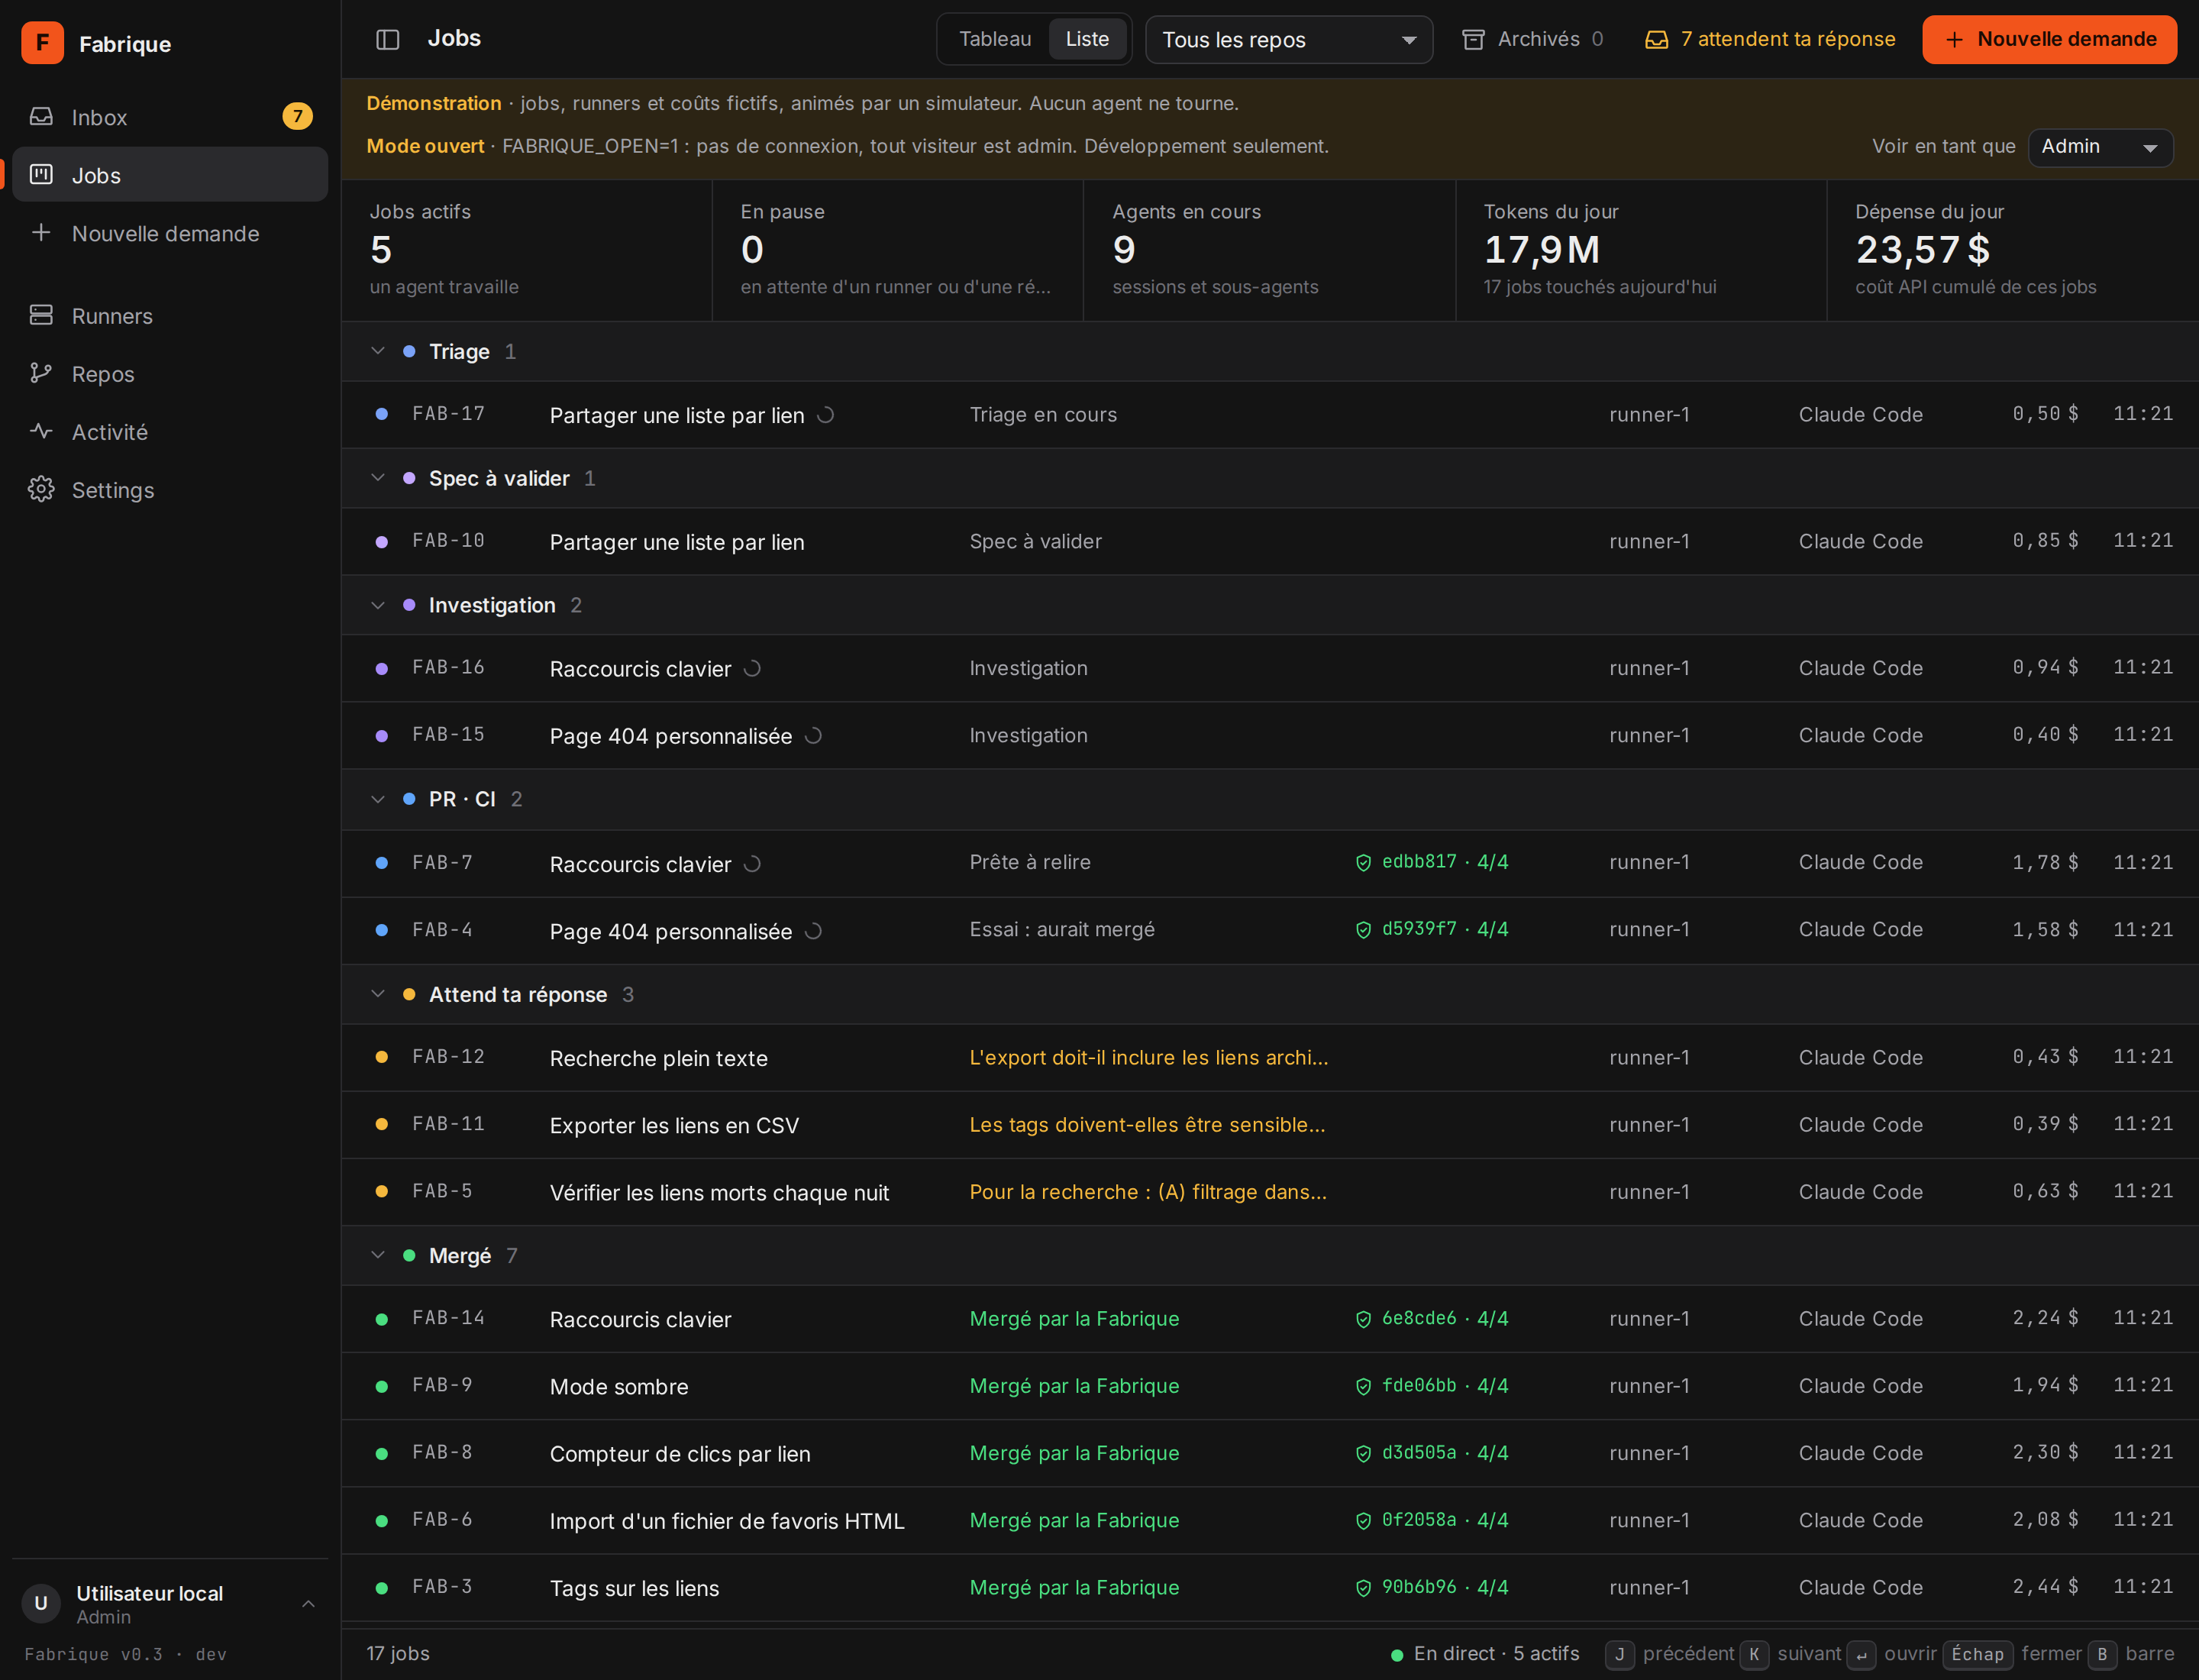 F Fabrique
Inbox 7
Jobs
Nouvelle demande
Runners
Repos
Activité
Settings
U Utilisateur local
Admin
Fabrique v0.3 · dev
Jobs Tableau Liste Tous les repos Archivés 0 7 attendent ta réponse Nouvelle demande
Démonstration · jobs, runners et coûts fictifs, animés par un simulateur. Aucun agent ne tourne.
Mode ouvert · FABRIQUE_OPEN=1 : pas de connexion, tout visiteur est admin. Développement seulement. Voir en tant que Admin
Jobs actifs
5
un agent travaille
En pause
0
en attente d'un runner ou d'une ré…
Agents en cours
9
sessions et sous-agents
Tokens du jour
17,9 M
17 jobs touchés aujourd'hui
Dépense du jour
23,57 $
coût API cumulé de ces jobs
Triage 1
FAB-17 Partager une liste par lien Triage en cours runner-1 Claude Code 0,50 $ 11:21
Spec à valider 1
FAB-10 Partager une liste par lien Spec à valider runner-1 Claude Code 0,85 $ 11:21
Investigation 2
FAB-16 Raccourcis clavier Investigation runner-1 Claude Code 0,94 $ 11:21
FAB-15 Page 404 personnalisée Investigation runner-1 Claude Code 0,40 $ 11:21
PR · CI 2
FAB-7 Raccourcis clavier Prête à relire edbb817 · 4/4 runner-1 Claude Code 1,78 $ 11:21
FAB-4 Page 404 personnalisée Essai : aurait mergé d5939f7 · 4/4 runner-1 Claude Code 1,58 $ 11:21
Attend ta réponse 3
FAB-12 Recherche plein texte L'export doit-il inclure les liens archi… runner-1 Claude Code 0,43 $ 11:21
FAB-11 Exporter les liens en CSV Les tags doivent-elles être sensible… runner-1 Claude Code 0,39 $ 11:21
FAB-5 Vérifier les liens morts chaque nuit Pour la recherche : (A) filtrage dans… runner-1 Claude Code 0,63 $ 11:21
Mergé 7
FAB-14 Raccourcis clavier Mergé par la Fabrique 6e8cde6 · 4/4 runner-1 Claude Code 2,24 $ 11:21
FAB-9 Mode sombre Mergé par la Fabrique fde06bb · 4/4 runner-1 Claude Code 1,94 $ 11:21
FAB-8 Compteur de clics par lien Mergé par la Fabrique d3d505a · 4/4 runner-1 Claude Code 2,30 $ 11:21
FAB-6 Import d'un fichier de favoris HTML Mergé par la Fabrique 0f2058a · 4/4 runner-1 Claude Code 2,08 $ 11:21
FAB-3 Tags sur les liens Mergé par la Fabrique 90b6b96 · 4/4 runner-1 Claude Code 2,44 $ 11:21
17 jobs En direct · 5 actifs J précédent K suivant ↵ ouvrir Échap fermer B barre